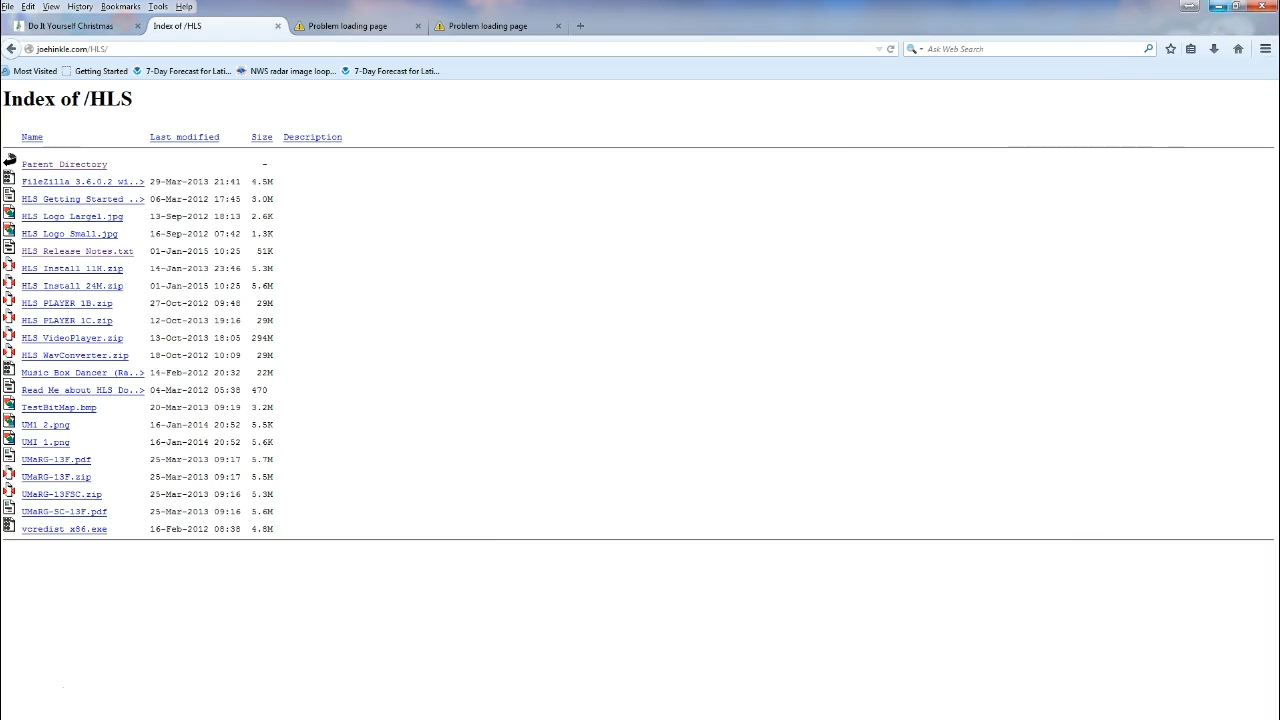 File Edit View History Bookmarks Tools Help
Do It Yourself Christmas Index of /HLS Problem loading page Problem loading page
joehinkle.com/HLS/ Ask Web Search
Most Visited Getting Started 7-Day Forecast for Lati... NWS radar image loop... 7-Day Forecast for Lati...
Index of /HLS
Name Last modified Size Description
Parent Directory -
FileZilla 3.6.0.2 wi..> 29-Mar-2013 21:41 4.5M
HLS Getting Started ..> 06-Mar-2012 17:45 3.0M
HLS Logo Large1.jpg 13-Sep-2012 18:13 2.6K
HLS Logo Small.jpg 16-Sep-2012 07:42 1.3K
HLS Release Notes.txt 01-Jan-2015 10:25 51K
HLS Install 11H.zip 14-Jan-2013 23:46 5.3M
HLS Install 24M.zip 01-Jan-2015 10:25 5.6M
HLS PLAYER 1B.zip 27-Oct-2012 09:48 29M
HLS PLAYER 1C.zip 12-Oct-2013 19:16 29M
HLS VideoPlayer.zip 13-Oct-2013 18:05 294M
HLS WavConverter.zip 18-Oct-2012 10:09 29M
Music Box Dancer (Ra..> 14-Feb-2012 20:32 22M
Read Me about HLS Do..> 04-Mar-2012 05:38 470
TestBitMap.bmp 20-Mar-2013 09:19 3.2M
UM1 2.png 16-Jan-2014 20:52 5.5K
UMI 1.png 16-Jan-2014 20:52 5.6K
UMaRG-13F.pdf 25-Mar-2013 09:17 5.7M
UMaRG-13F.zip 25-Mar-2013 09:17 5.5M
UMaRG-13FSC.zip 25-Mar-2013 09:16 5.3M
UMaRG-SC-13F.pdf 25-Mar-2013 09:16 5.6M
vcredist x86.exe 16-Feb-2012 08:38 4.8M